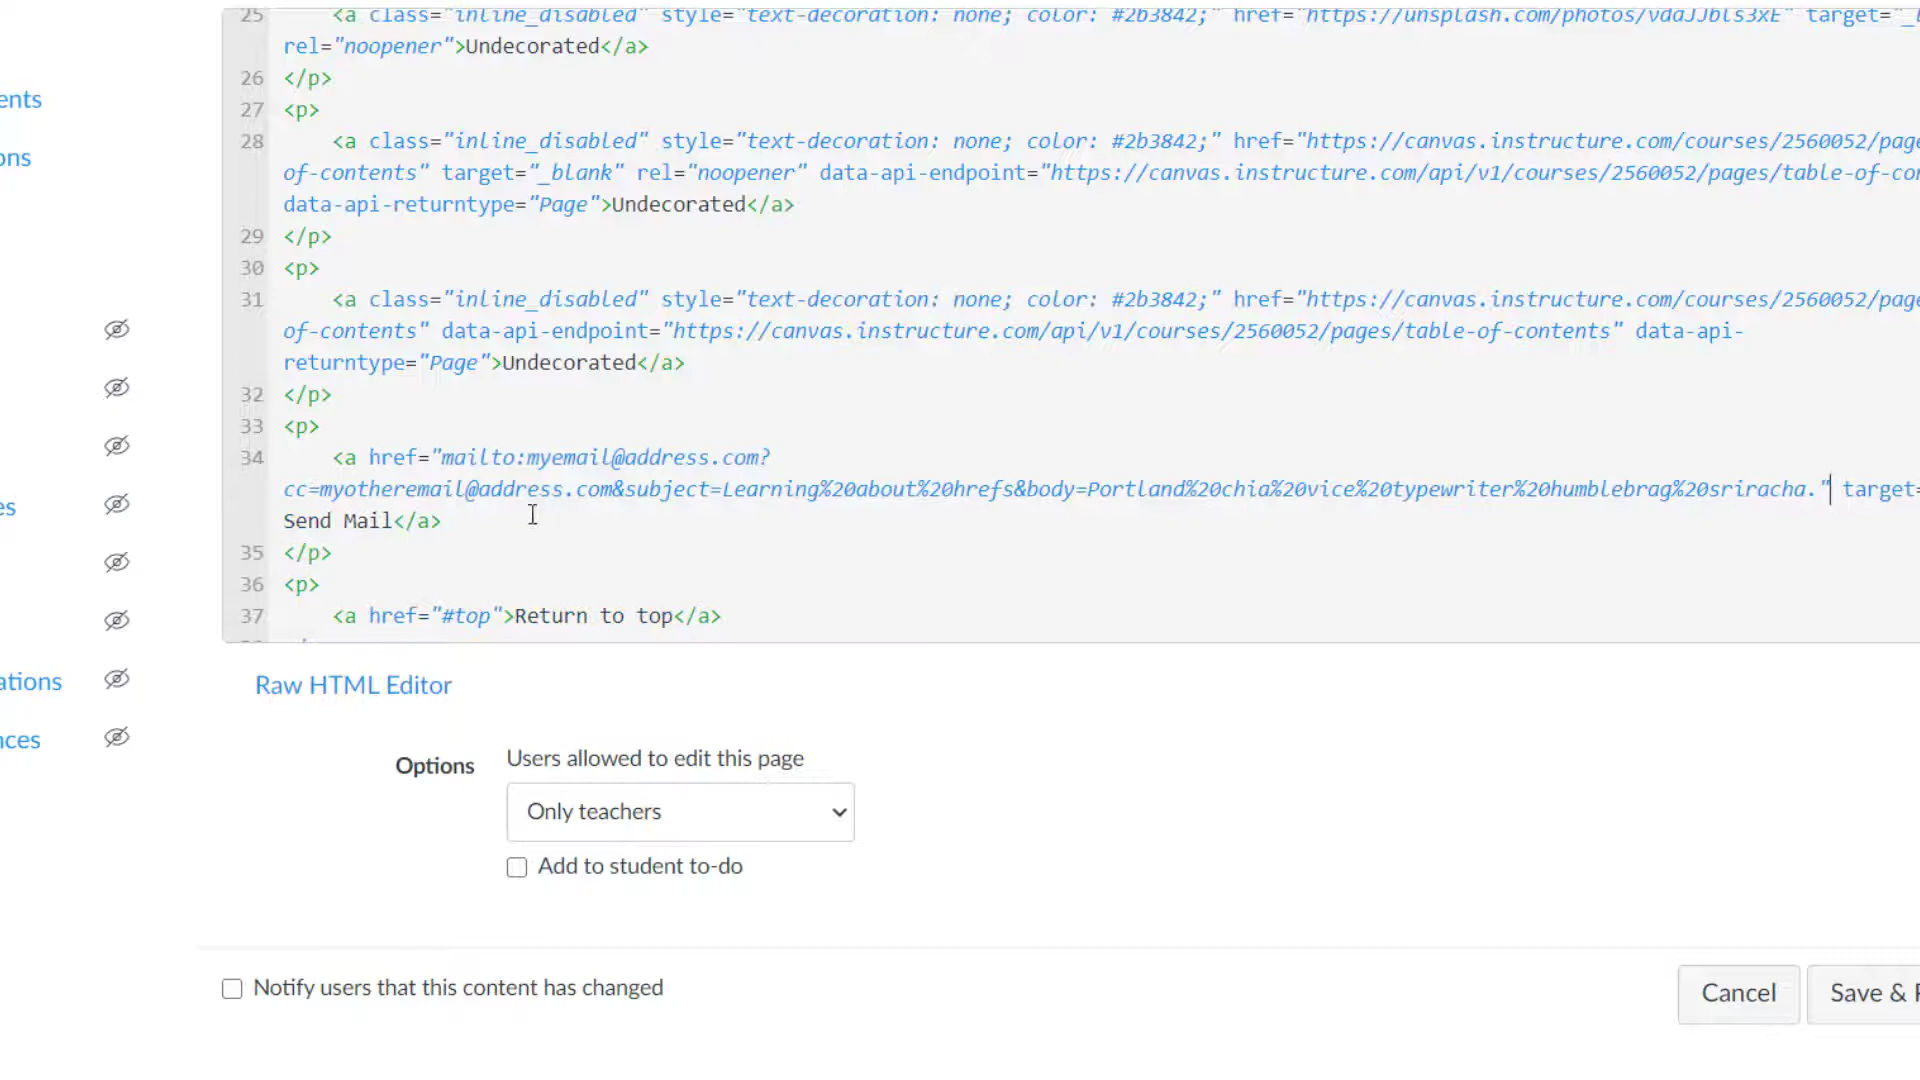 25 <a class="inline_disabled" style="text-decoration: none; color: #2b3842;" href="https://unsplash.com/photos/vdaJJbls3xE" target="_b
rel="noopener">Undecorated</a>
26 </p>
27 <p>
28 <a class="inline_disabled" style="text-decoration: none; color: #2b3842;" href="https://canvas.instructure.com/courses/2560052/page
of-contents" target="_blank" rel="noopener" data-api-endpoint="https://canvas.instructure.com/api/v1/courses/2560052/pages/table-of-con
data-api-returntype="Page">Undecorated</a>
29 </p>
30 <p>
31 <a class="inline_disabled" style="text-decoration: none; color: #2b3842;" href="https://canvas.instructure.com/courses/2560052/page
of-contents" data-api-endpoint="https://canvas.instructure.com/api/v1/courses/2560052/pages/table-of-contents" data-api-
returntype="Page">Undecorated</a>
32 </p>
33 <p>
34 <a href="mailto:myemail@address.com?
cc=myotheremail@address.com&subject=Learning%20about%20hrefs&body=Portland%20chia%20vice%20typewriter%20humblebrag%20sriracha." target=
Send Mail</a>
35 </p>
36 <p>
37 <a href="#top">Return to top</a>
ents
ons
es
ations
nces
Raw HTML Editor
Options
Users allowed to edit this page
Only teachers
Add to student to-do
Notify users that this content has changed
Cancel
Save & P